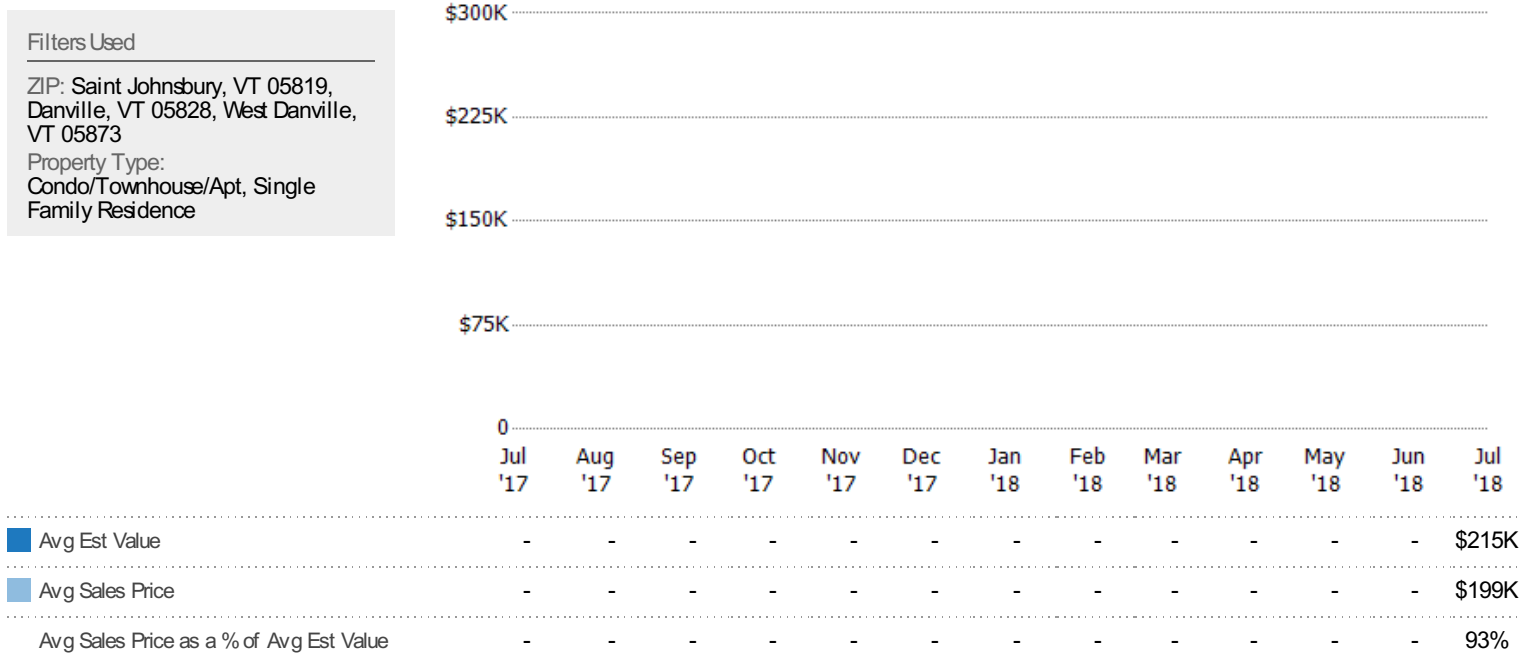 Filters Used
ZIP: Saint Johnsbury, VT 05819,
Danville, VT 05828, West Danville,
VT 05873
Property Type:
Condo/Townhouse/Apt, Single
Family Residence
$300K
$225K
$150K
$75K
0
Jul Aug Sep Oct Nov Dec Jan Feb Mar Apr May Jun Jul
'17 '17 '17 '17 '17 '17 '18 '18 '18 '18 '18 '18 '18
Avg Est Value - - - - - - - - - - - - $215K
Avg Sales Price - - - - - - - - - - - - $199K
Avg Sales Price as a % of Avg Est Value - - - - - - - - - - - - 93%